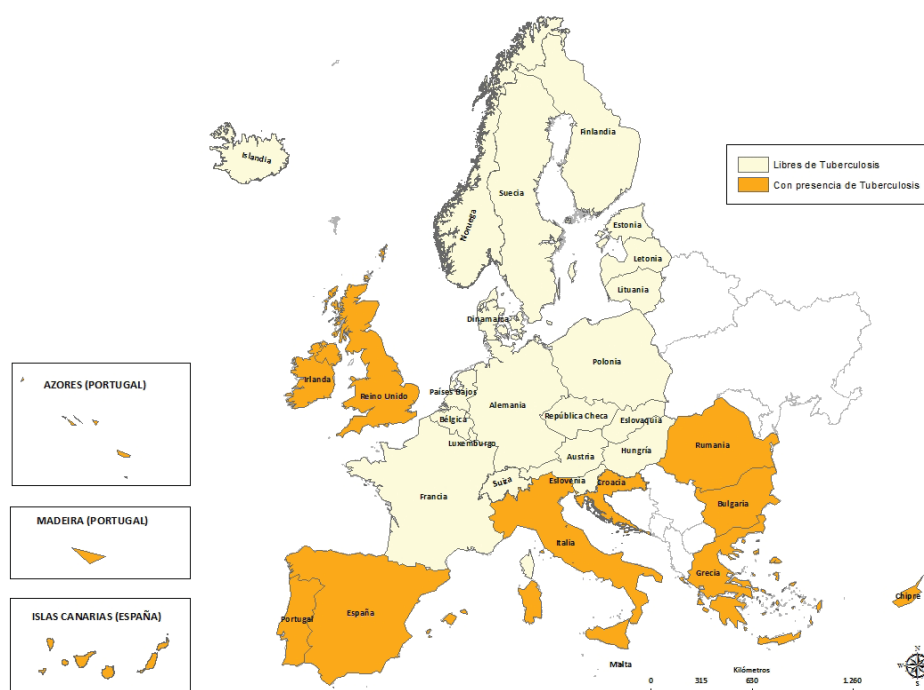 Islandia
Noruega
Suecia
Finlandia
Libres de Tuberculosis
Con presencia de Tuberculosis
Estonia
Letonia
Lituania
Dinamarca
Irlanda
Reino Unido
Países Bajos
Bélgica
Luxemburgo
Alemania
Polonia
República Checa
Eslovaquia
Austria
Hungría
Francia
Suiza
Eslovenia
Croacia
Rumania
Bulgaria
Italia
Grecia
Chipre
Portugal
España
Malta
AZORES (PORTUGAL)
MADEIRA (PORTUGAL)
ISLAS CANARIAS (ESPAÑA)
Kilómetros
0 315 630 1.260
N
W E
S